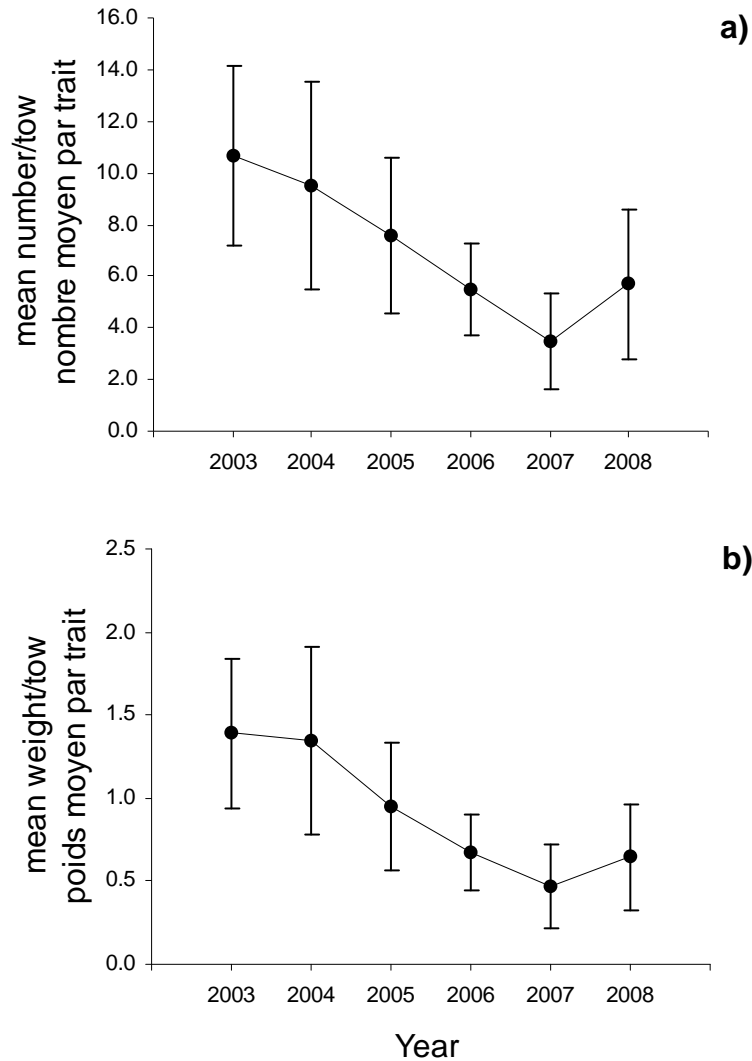 a)
mean number/tow
nombre moyen par trait
16.0
14.0
12.0
10.0
8.0
6.0
4.0
2.0
0.0
2003 2004 2005 2006 2007 2008
b)
mean weight/tow
poids moyen par trait
2.5
2.0
1.5
1.0
0.5
0.0
2003 2004 2005 2006 2007 2008
Year